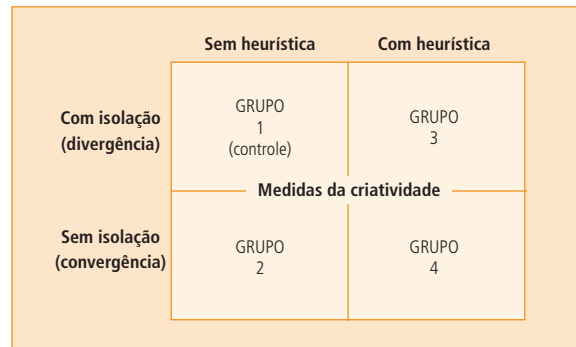 Sem heurística Com heurística
Com isolação
(divergência)
GRUPO
1
(controle)
GRUPO
3
Medidas da criatividade
Sem isolação
(convergência)
GRUPO
2
GRUPO
4